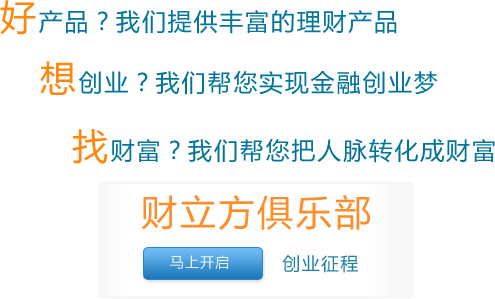 好产品？我们提供丰富的理财产品
想创业？我们帮您实现金融创业梦
找财富？我们帮您把人脉转化成财富
财立方俱乐部
马上开启 创业征程